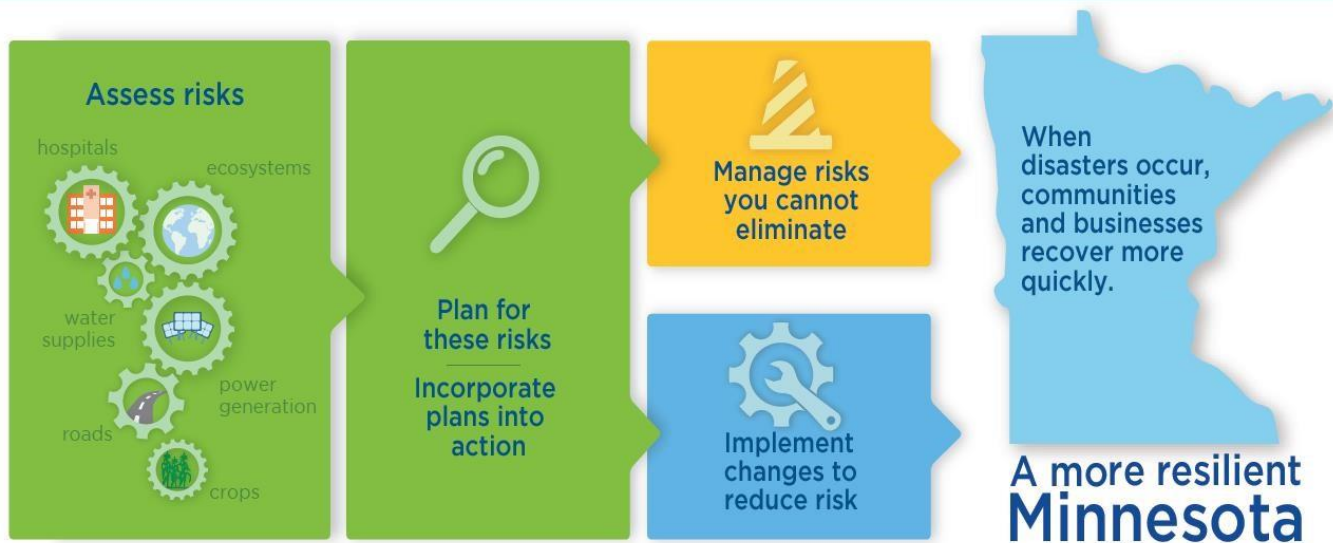 Assess risks
hospitals
ecosystems
water
supplies
power
generation
roads
crops
Plan for
these risks
Incorporate
plans into
action
Manage risks
you cannot
eliminate
Implement
changes to
reduce risk
When
disasters occur,
communities
and businesses
recover more
quickly.
A more resilient
Minnesota